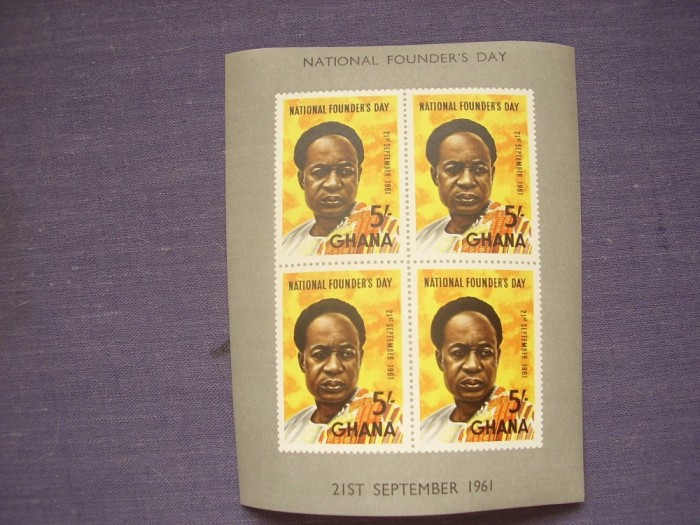 NATIONAL FOUNDER'S DAY
NATIONAL FOUNDER'S DAY
21ST SEPTEMBER 1961
5/-
GHANA
NATIONAL FOUNDER'S DAY
21ST SEPTEMBER 1961
5/-
GHANA
NATIONAL FOUNDER'S DAY
21ST SEPTEMBER 1961
5/-
GHANA
NATIONAL FOUNDER'S DAY
21ST SEPTEMBER 1961
5/-
GHANA
21ST SEPTEMBER 1961